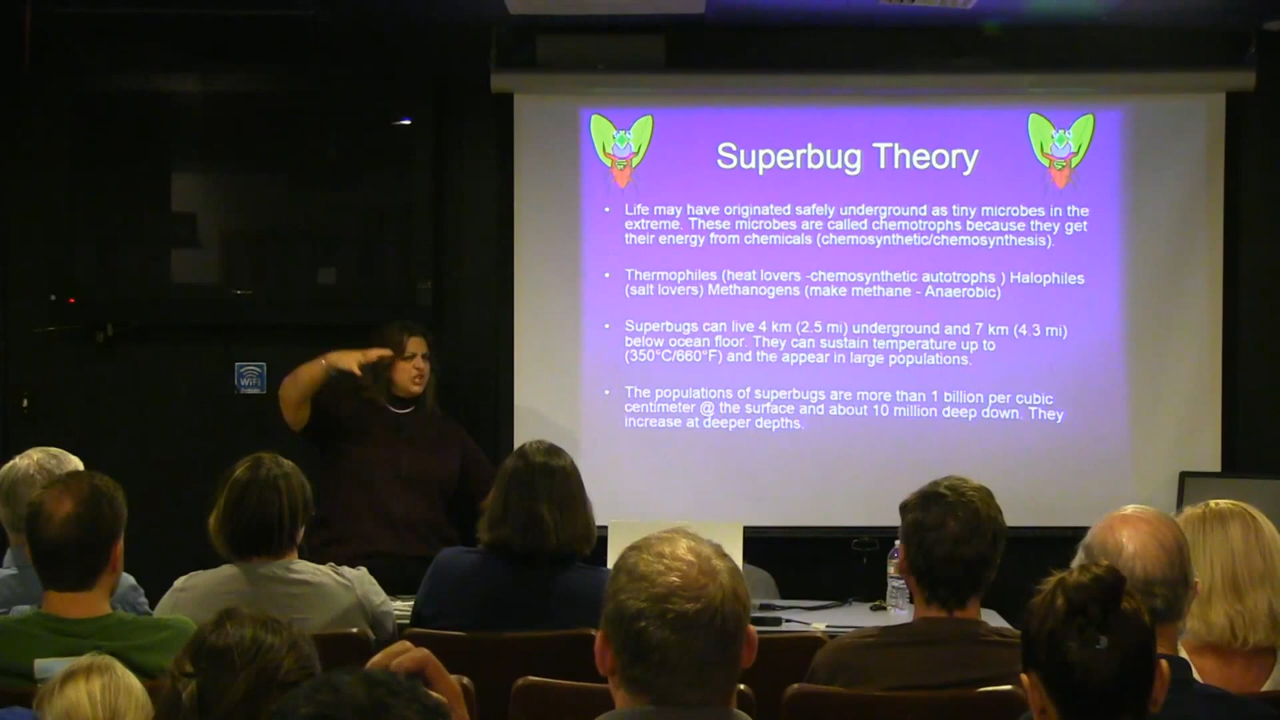 Superbug Theory
• Life may have originated safely underground as tiny microbes in the
extreme. These microbes are called chemotrophs because they get
their energy from chemicals (chemosynthetic/chemosynthesis).
• Thermophiles (heat lovers -chemosynthetic autotrophs ) Halophiles
(salt lovers) Methanogens (make methane - Anaerobic)
• Superbugs can live 4 km (2.5 mi) underground and 7 km (4.3 mi)
below ocean floor. They can sustain temperature up to
(350°C/660°F) and the appear in large populations.
• The populations of superbugs are more than 1 billion per cubic
centimeter @ the surface and about 10 million deep down. They
increase at deeper depths.
WiFi